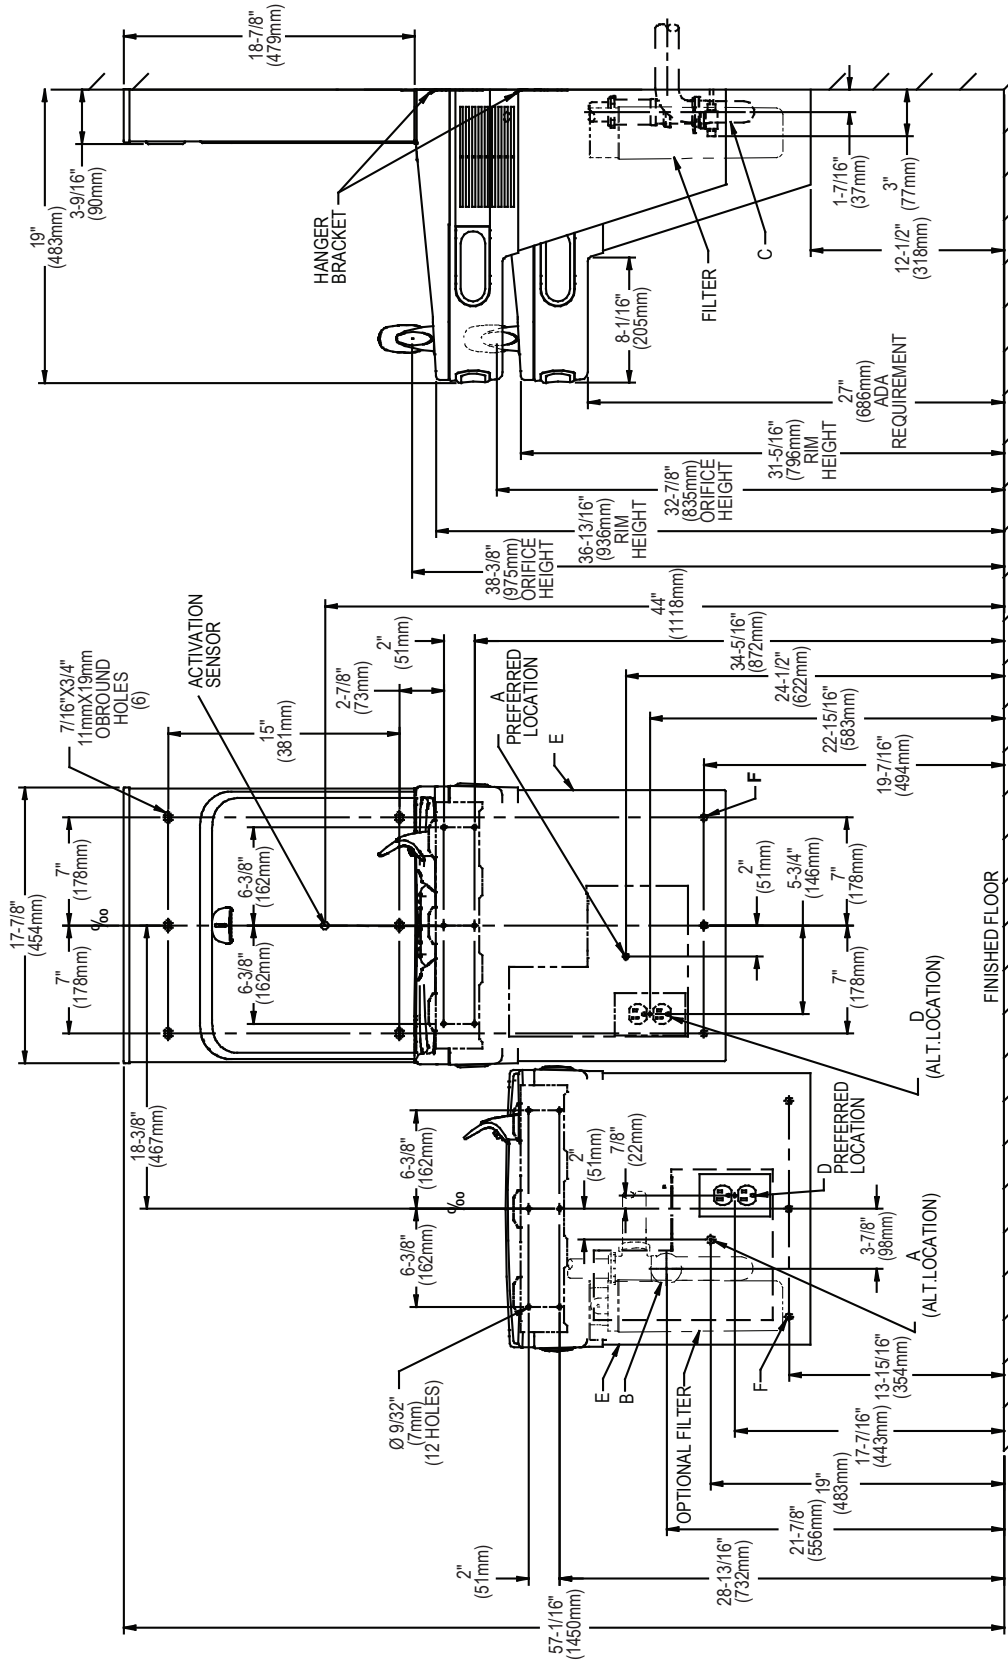 18-7/8"
(479mm)
19"
(483mm)
3-9/16"
(90mm)
HANGER
BRACKET
FILTER
C
1-7/16"
(37mm)
3"
(77mm)
12-1/2"
(318mm)
8-1/16"
(205mm)
27"
(686mm)
ADA
REQUIREMENT
31-5/16"
(796mm)
RIM
HEIGHT
32-7/8"
(835mm)
ORIFICE
HEIGHT
36-13/16"
(936mm)
RIM
HEIGHT
38-3/8"
(975mm)
ORIFICE
HEIGHT
7/16"X3/4"
11mmX19mm
OBROUND
HOLES
(6)
ACTIVATION
SENSOR
15"
(381mm)
2-7/8"
(73mm)
2"
(51mm)
A
PREFERRED
LOCATION
E
44"
(1118mm)
34-5/16"
(872mm)
24-1/2"
(622mm)
22-15/16"
(583mm)
19-7/16"
(494mm)
F
17-7/8"
(454mm)
7"
(178mm)
7"
(178mm)
‰
6-3/8"
(162mm)
6-3/8"
(162mm)
2"
(51mm)
5-3/4"
(146mm)
7"
(178mm)
7"
(178mm)
FINISHED FLOOR
D
(ALT.LOCATION)
18-3/8"
(467mm)
6-3/8"
(162mm)
6-3/8"
(162mm)
‰
2"
(51mm)
7/8"
(22mm)
D
PREFERRED
LOCATION
3-7/8"
(98mm)
A
(ALT.LOCATION)
Ø 9/32"
(7mm)
(12 HOLES)
E
B
OPTIONAL FILTER
F
13-15/16"
(354mm)
17-7/16"
(443mm)
19"
(483mm)
21-7/8"
(556mm)
28-13/16"
(732mm)
2"
(51mm)
57-1/16"
(1450mm)